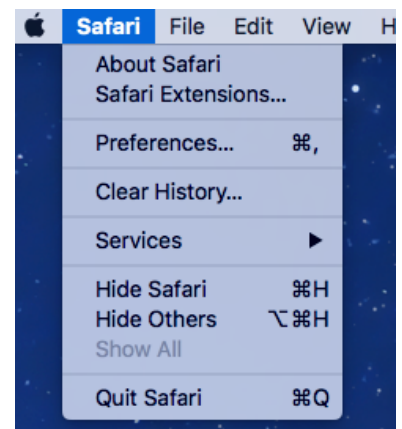 Safari File Edit View H
About Safari
Safari Extensions...
Preferences... ⌘,
Clear History...
Services ▶
Hide Safari ⌘H
Hide Others ⌥⌘H
Show All
Quit Safari ⌘Q